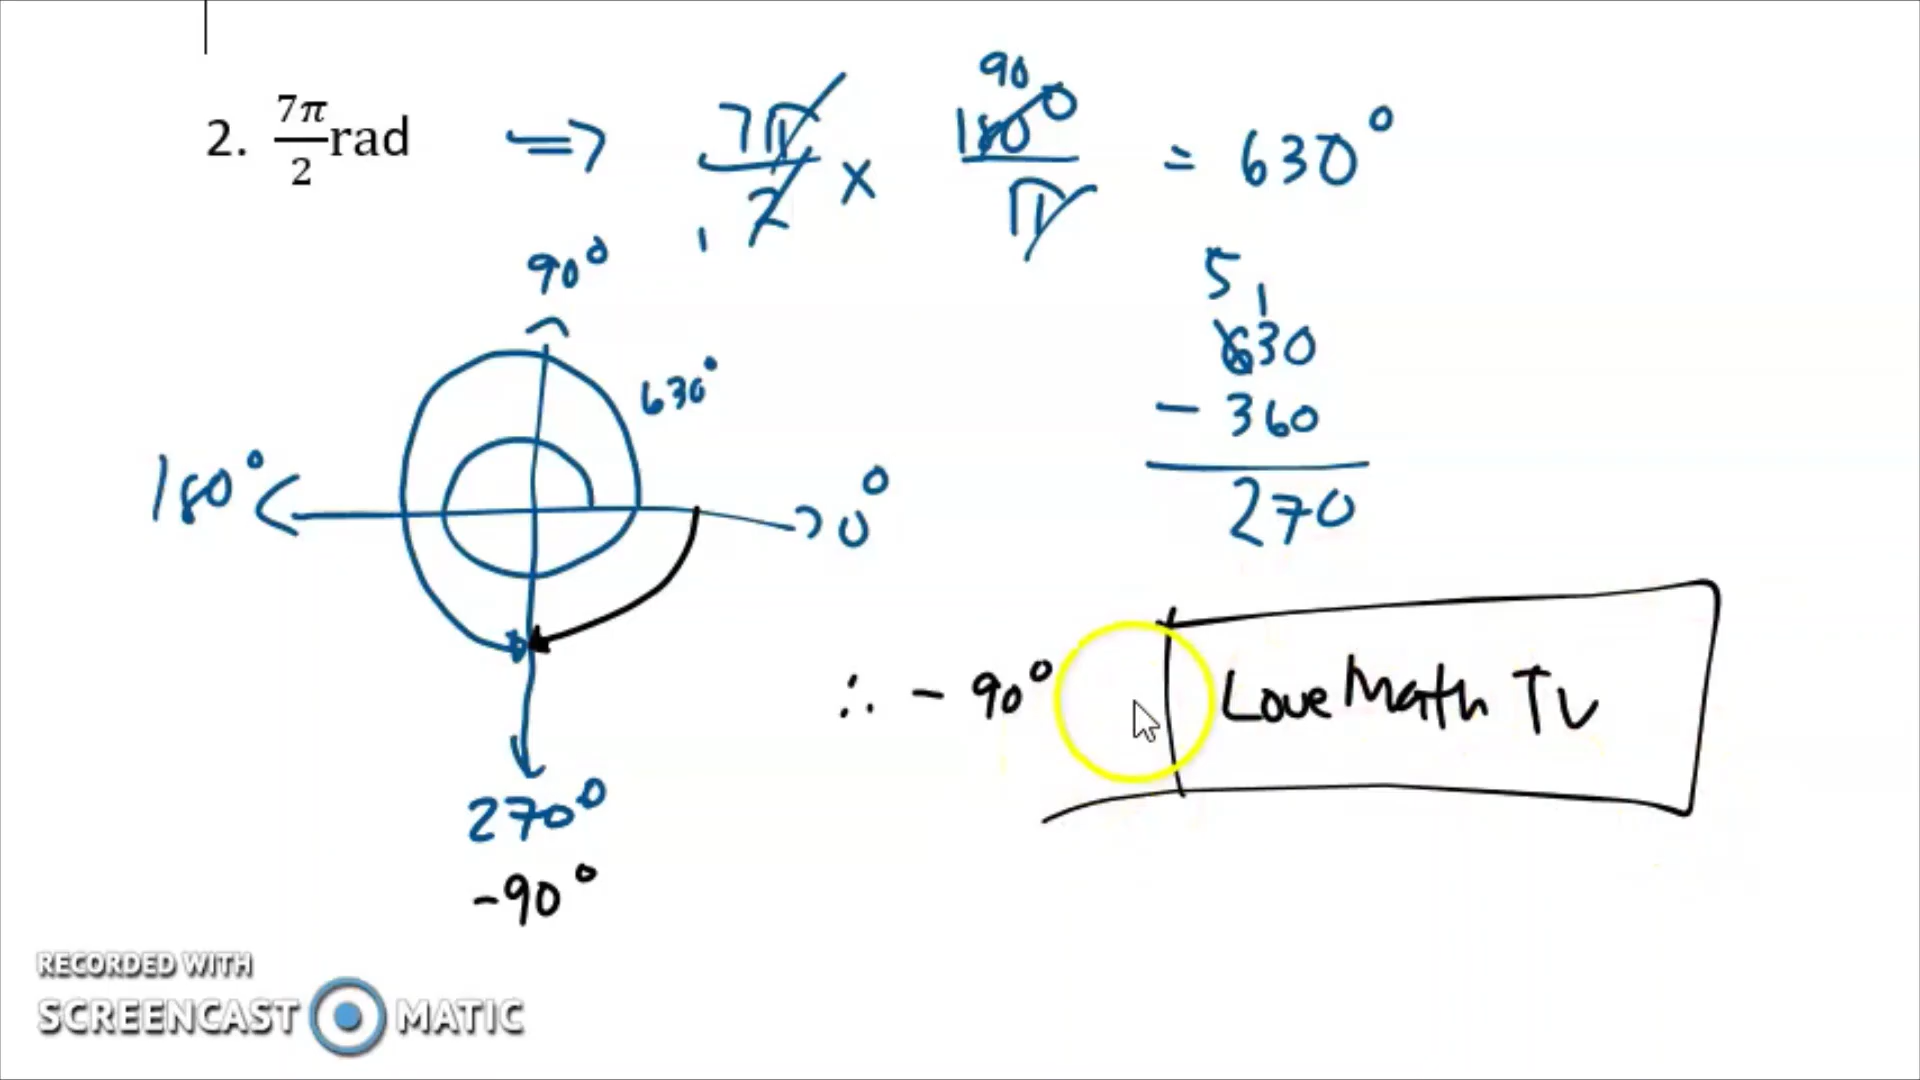 2. 7π/2 rad ⇒ 7π/2 × 180°/π = 630°
90
1
90°
630°
180°
0°
270°
-90°
5 1
630
- 360
270
∴ - 90°
Love Math TV
RECORDED WITH
SCREENCAST MATIC